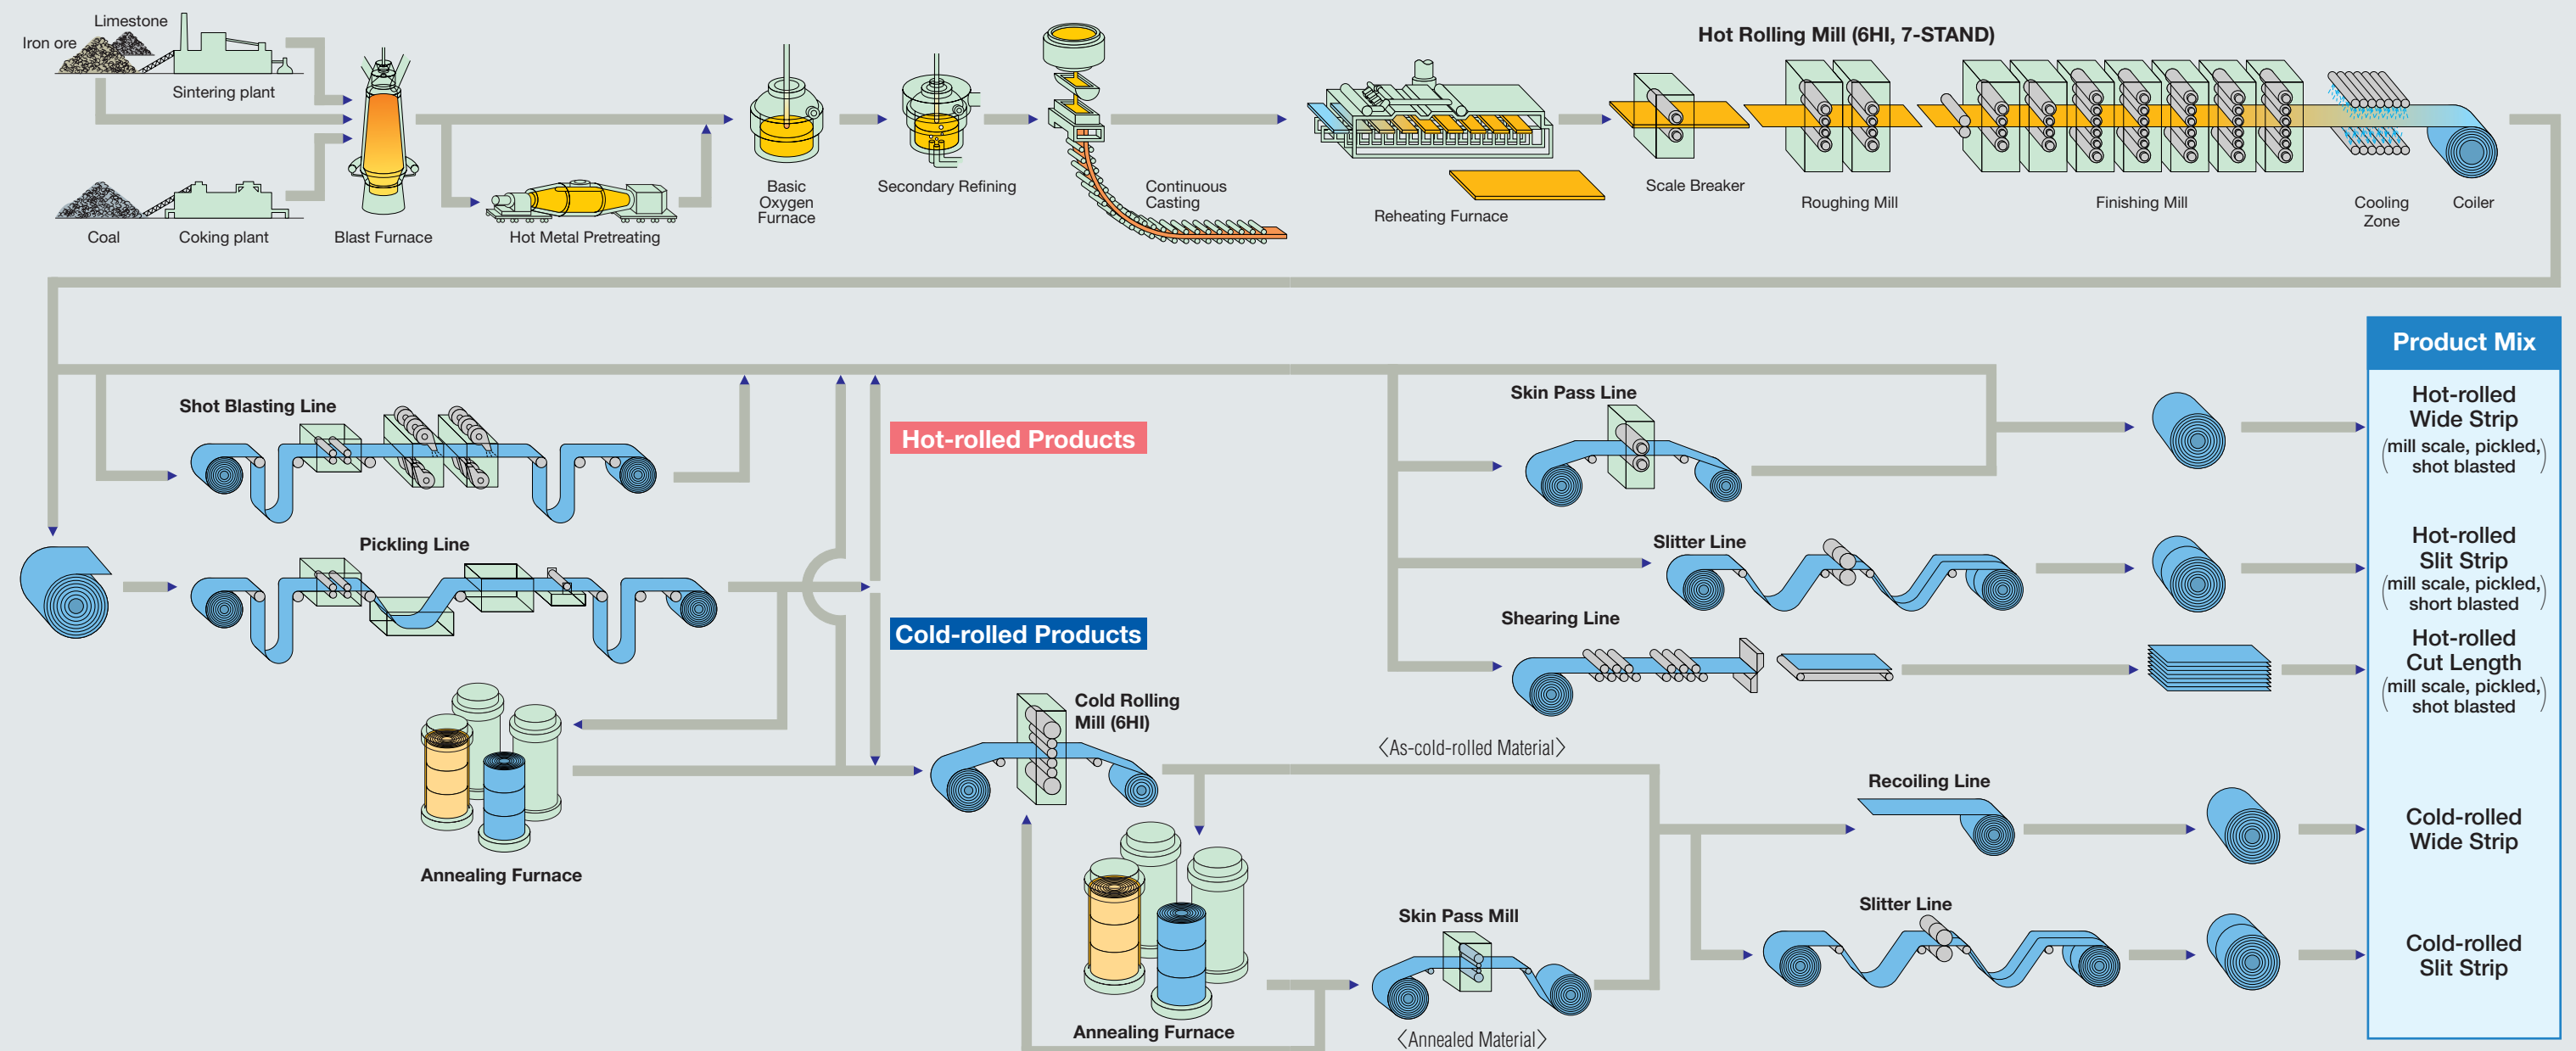 Limestone
Iron ore
Sintering plant
Coal
Coking plant
Blast Furnace
Hot Metal Pretreating
Basic
Oxygen
Furnace
Secondary Refining
Continuous
Casting
Reheating Furnace
Hot Rolling Mill (6HI, 7-STAND)
Scale Breaker
Roughing Mill
Finishing Mill
Cooling
Zone
Coiler
Shot Blasting Line
Pickling Line
Annealing Furnace
Hot-rolled Products
Cold-rolled Products
Skin Pass Line
Slitter Line
Shearing Line
Cold Rolling
Mill (6HI)
〈As-cold-rolled Material〉
Annealing Furnace
Skin Pass Mill
〈Annealed Material〉
Recoiling Line
Slitter Line
Product Mix
Hot-rolled
Wide Strip
(mill scale, pickled,
shot blasted)
Hot-rolled
Slit Strip
(mill scale, pickled,
short blasted)
Hot-rolled
Cut Length
(mill scale, pickled,
shot blasted)
Cold-rolled
Wide Strip
Cold-rolled
Slit Strip